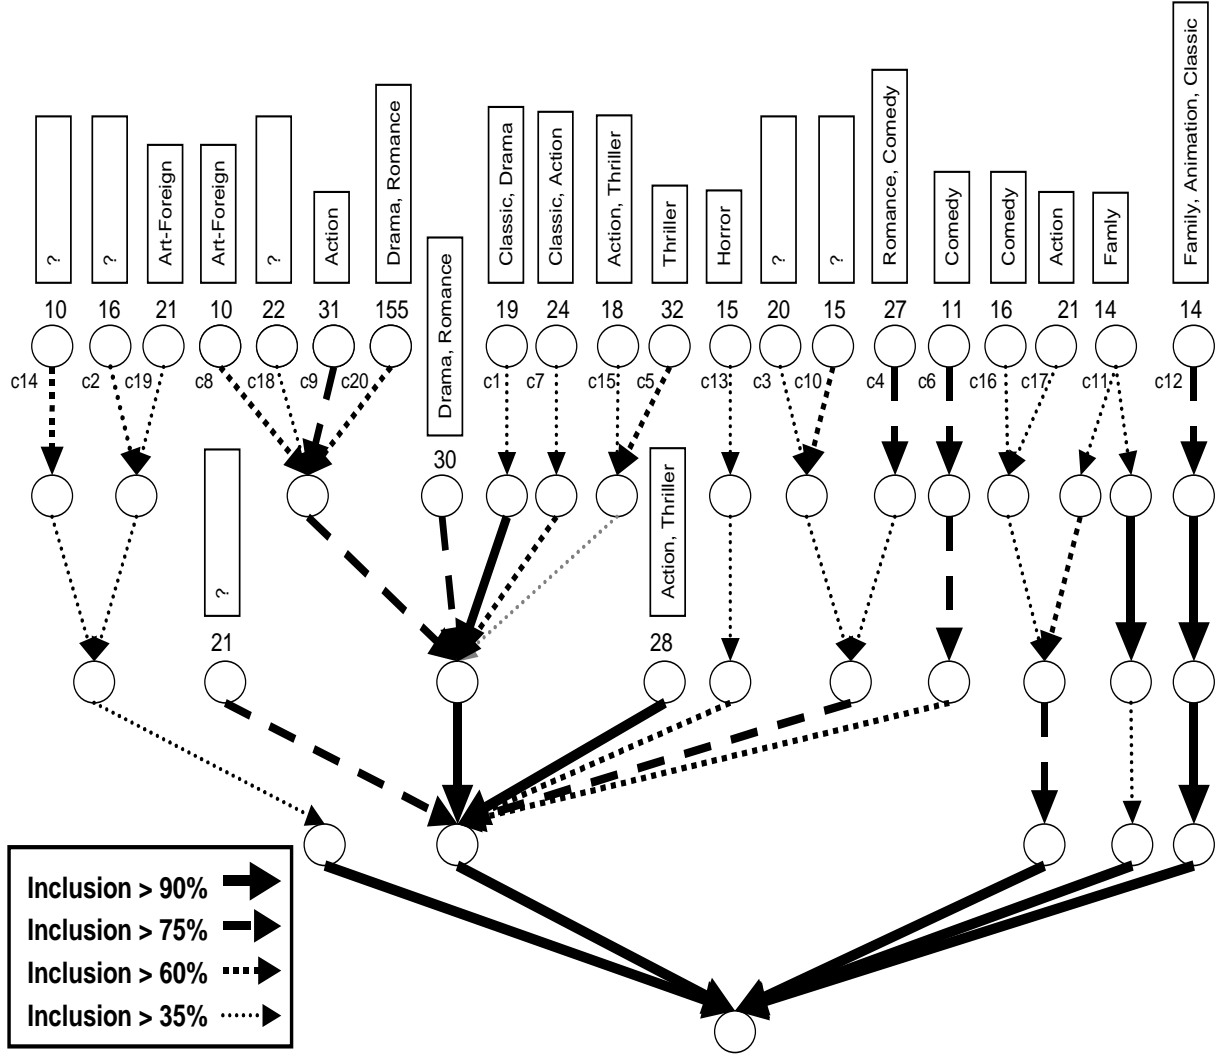 Family, Animation, Classic
Romance, Comedy
Drama, Romance
Classic, Drama
Classic, Action
Action, Thriller
?
?
Art-Foreign
Art-Foreign
?
Action
Thriller
Horror
?
?
Comedy
Comedy
Action
Famly
Drama, Romance
10 16 21 10 22 31 155 19 24 18 32 15 20 15 27 11 16 21 14 14
c14 c2 c19 c8 c18 c9 c20 c1 c7 c15 c5 c13 c3 c10 c4 c6 c16 c17 c11 c12
30
?
Action, Thriller
21
28
Inclusion > 90%
Inclusion > 75%
Inclusion > 60%
Inclusion > 35%